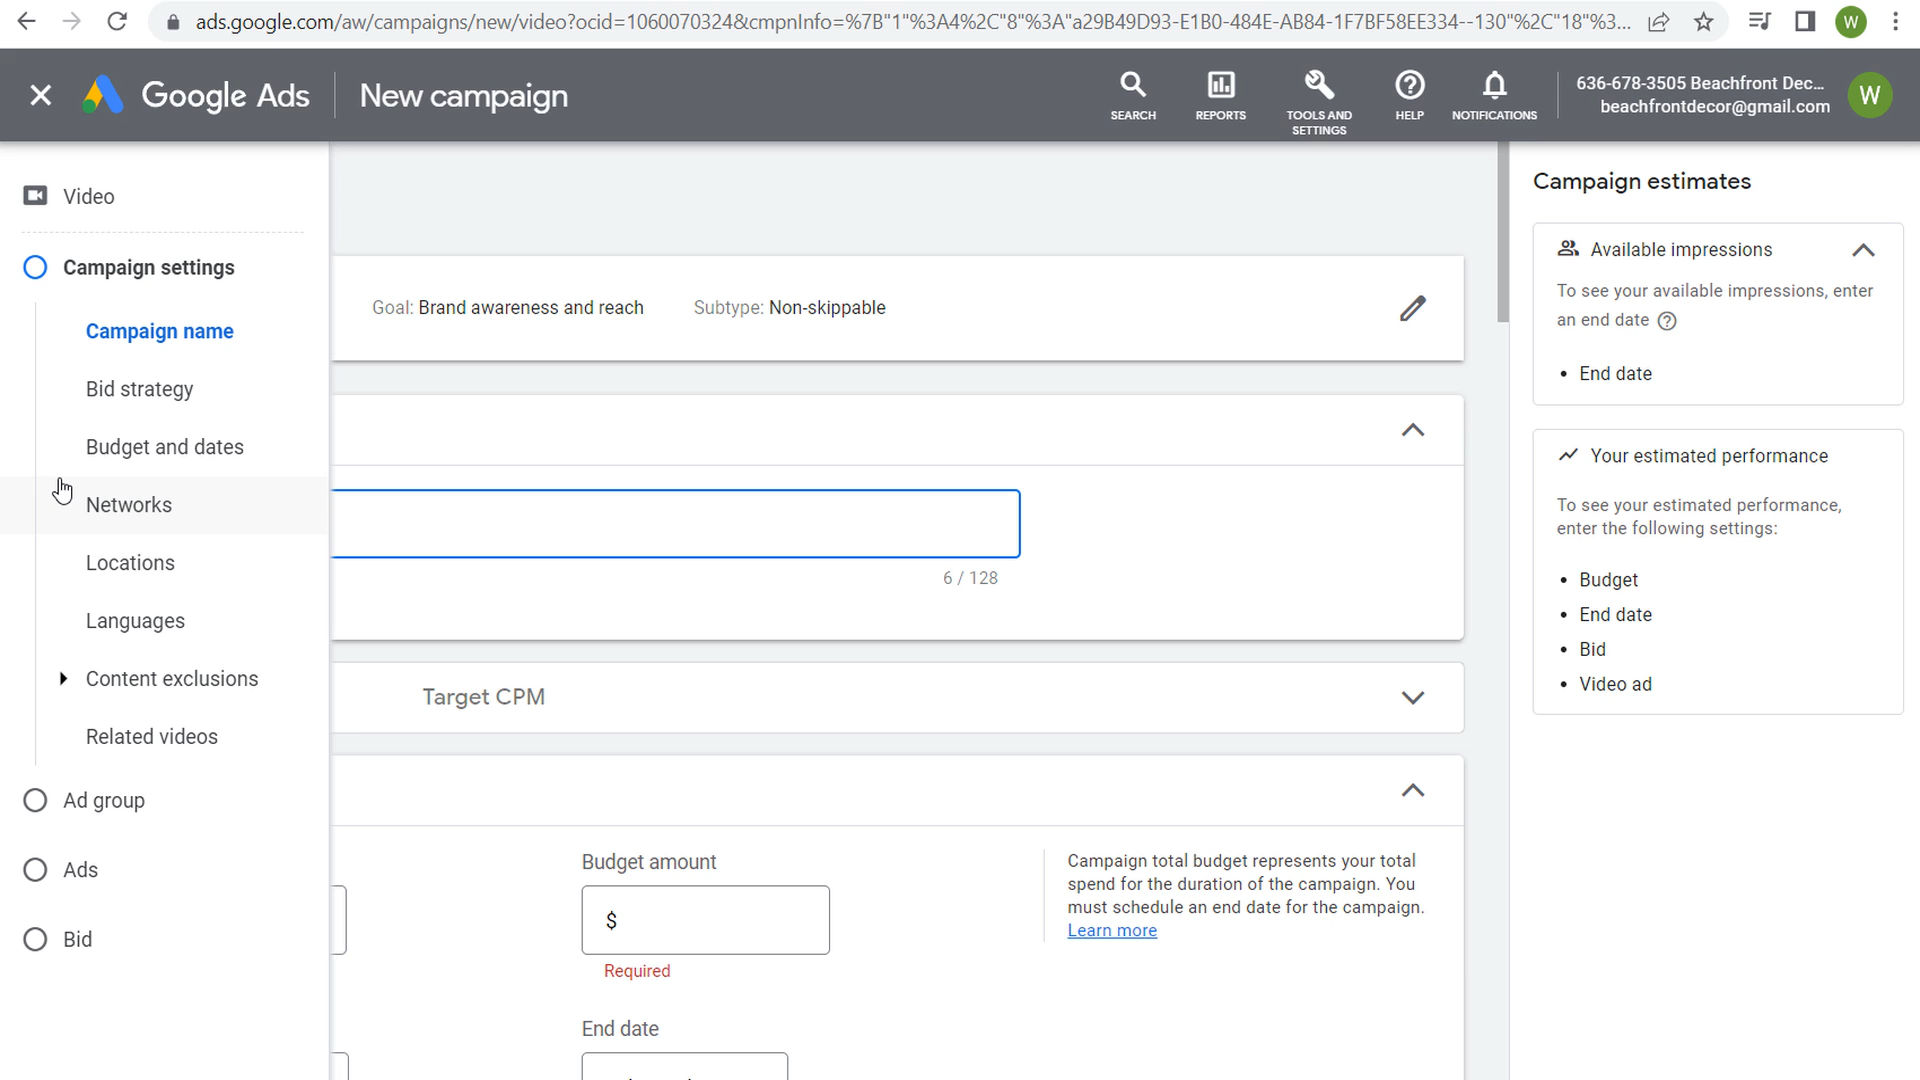 ads.google.com/aw/campaigns/new/video?ocid=1060070324&cmpnInfo=%7B"1"%3A4%2C"8"%3A"a29B49D93-E1B0-484E-AB84-1F7BF58EE334--130"%2C"18"%3...
W
Google Ads
New campaign
SEARCH
REPORTS
TOOLS AND
SETTINGS
HELP
NOTIFICATIONS
636-678-3505 Beachfront Dec...
beachfrontdecor@gmail.com
W
Video
Campaign settings
Campaign name
Bid strategy
Budget and dates
Networks
Locations
Languages
Content exclusions
Related videos
Ad group
Ads
Bid
Goal: Brand awareness and reach
Subtype: Non-skippable
6 / 128
Target CPM
Budget amount
$
Required
End date
Campaign total budget represents your total
spend for the duration of the campaign. You
must schedule an end date for the campaign.
Learn more
Campaign estimates
Available impressions
To see your available impressions, enter
an end date
• End date
Your estimated performance
To see your estimated performance,
enter the following settings:
• Budget
• End date
• Bid
• Video ad